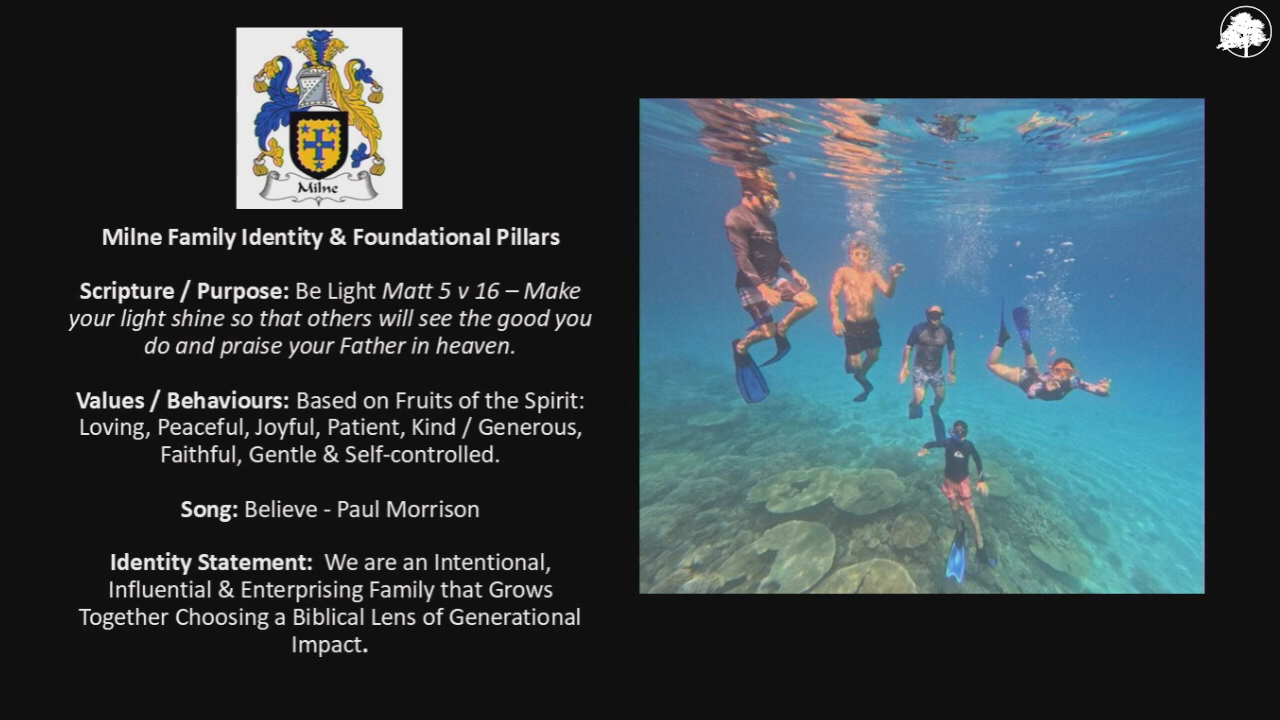 Milne
Milne Family Identity & Foundational Pillars
Scripture / Purpose: Be Light Matt 5 v 16 – Make
your light shine so that others will see the good you
do and praise your Father in heaven.
Values / Behaviours: Based on Fruits of the Spirit:
Loving, Peaceful, Joyful, Patient, Kind / Generous,
Faithful, Gentle & Self-controlled.
Song: Believe - Paul Morrison
Identity Statement:  We are an Intentional,
Influential & Enterprising Family that Grows
Together Choosing a Biblical Lens of Generational
Impact.